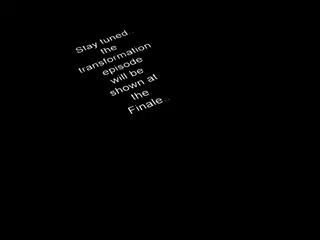 Stay tuned..
the
transformation
episode
will be
shown at
the
Finale..